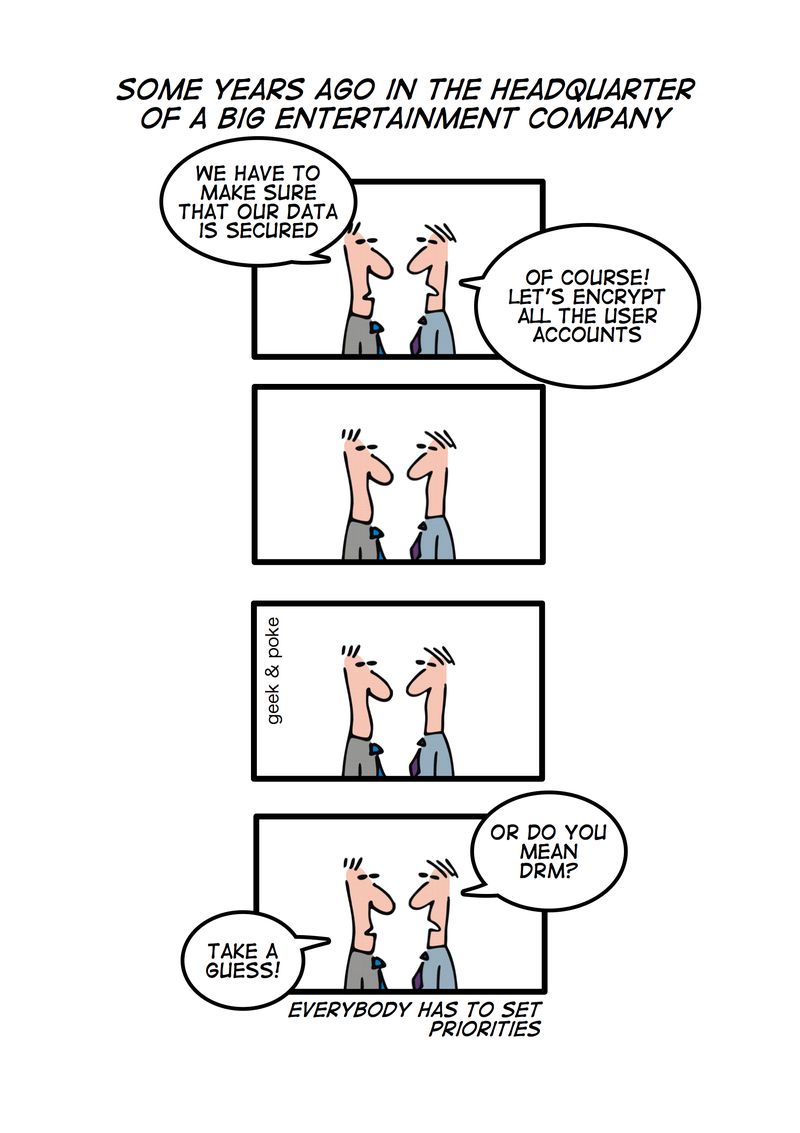 SOME YEARS AGO IN THE HEADQUARTER
OF A BIG ENTERTAINMENT COMPANY
WE HAVE TO
MAKE SURE
THAT OUR DATA
IS SECURED
OF COURSE!
LET'S ENCRYPT
ALL THE USER
ACCOUNTS
geek & poke
OR DO YOU
MEAN
DRM?
TAKE A
GUESS!
EVERYBODY HAS TO SET
PRIORITIES